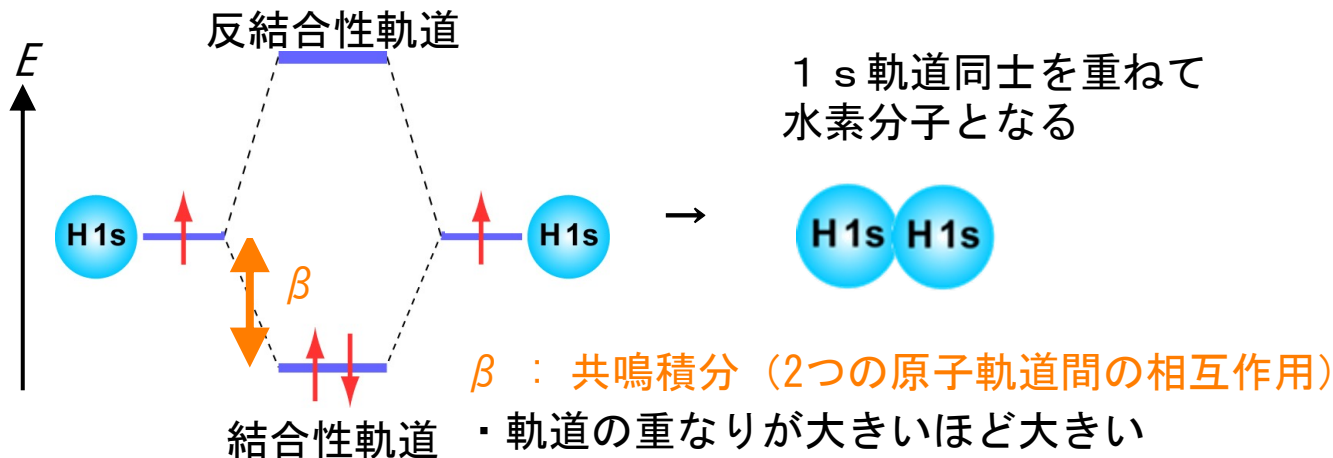 反結合性軌道
E
１ｓ軌道同士を重ねて
水素分子となる
H1s
H1s
→
H1s H1s
β
β ： 共鳴積分（2つの原子軌道間の相互作用）
結合性軌道
・軌道の重なりが大きいほど大きい